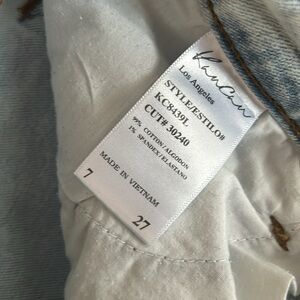 KanCan
Los Angeles
STYLE/ESTILO#
KC8439L
CUT# 30240
99% COTTON/ALGODON
1% SPANDEX/ELASTANO
MADE IN VIETNAM
7 27